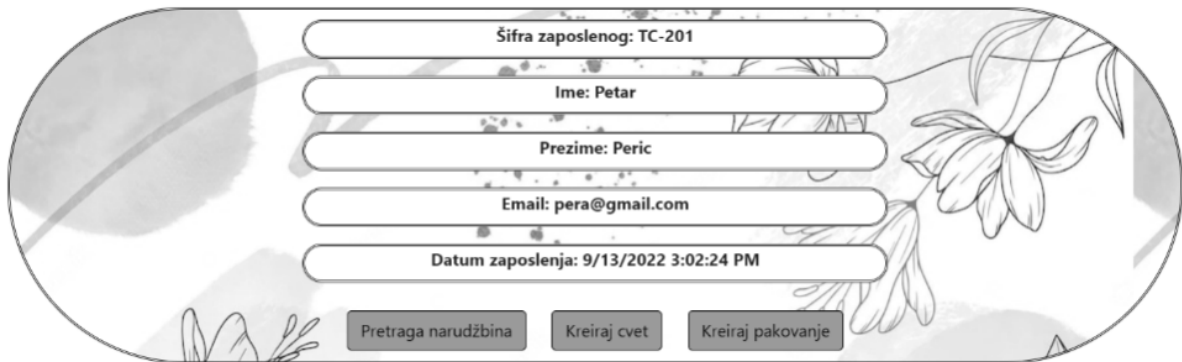 Šifra zaposlenog: TC-201
Ime: Petar
Prezime: Peric
Email: pera@gmail.com
Datum zaposlenja: 9/13/2022 3:02:24 PM
Pretraga narudžbina Kreiraj cvet Kreiraj pakovanje